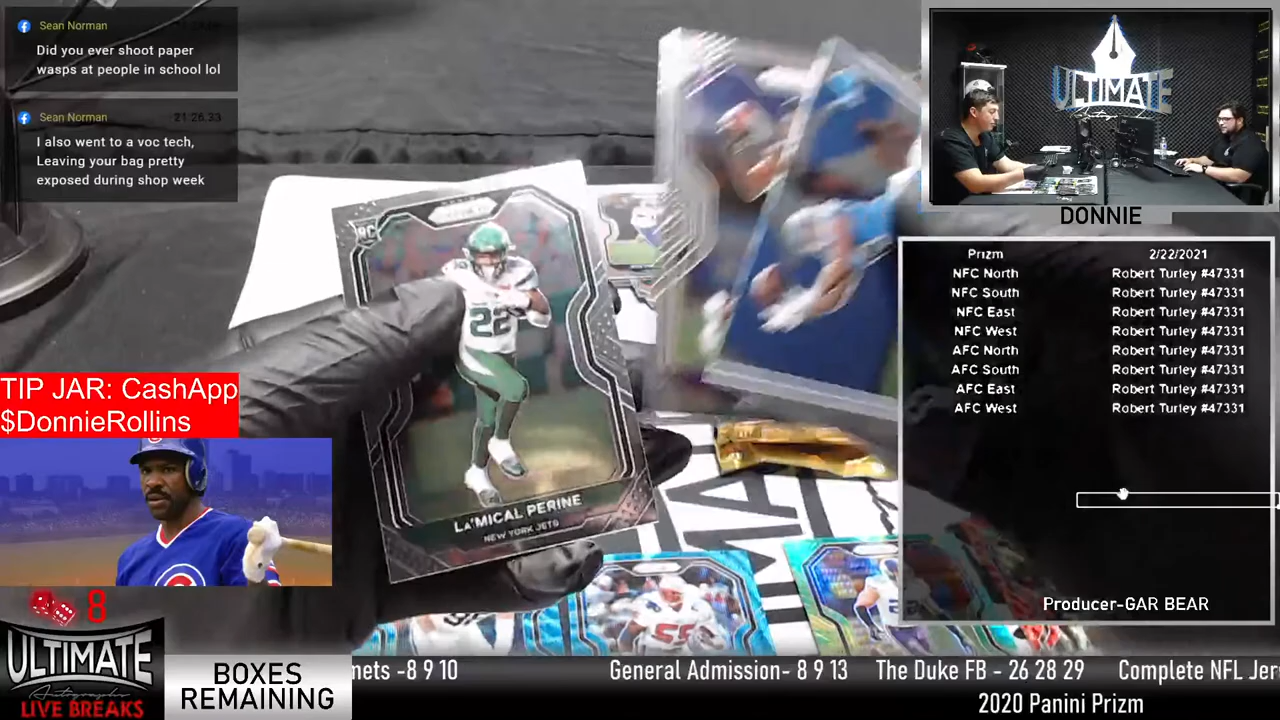 Sean Norman
Did you ever shoot paper
wasps at people in school lol
Sean Norman 21:26.33
I also went to a voc tech,
Leaving your bag pretty
exposed during shop week
ULTIMATE
DONNIE
Prizm 2/22/2021
NFC North Robert Turley #47331
NFC South Robert Turley #47331
NFC East Robert Turley #47331
NFC West Robert Turley #47331
AFC North Robert Turley #47331
AFC South Robert Turley #47331
AFC East Robert Turley #47331
AFC West Robert Turley #47331
Producer-GAR BEAR
RC
PRIZM
22
LA'MICAL PERINE
NEW YORK JETS
TIP JAR: CashApp
$DonnieRollins
8
ULTIMATE
Autographs
LIVE BREAKS
BOXES
REMAINING
mets -8 9 10 General Admission- 8 9 13 The Duke FB - 26 28 29 Complete NFL Jer
2020 Panini Prizm